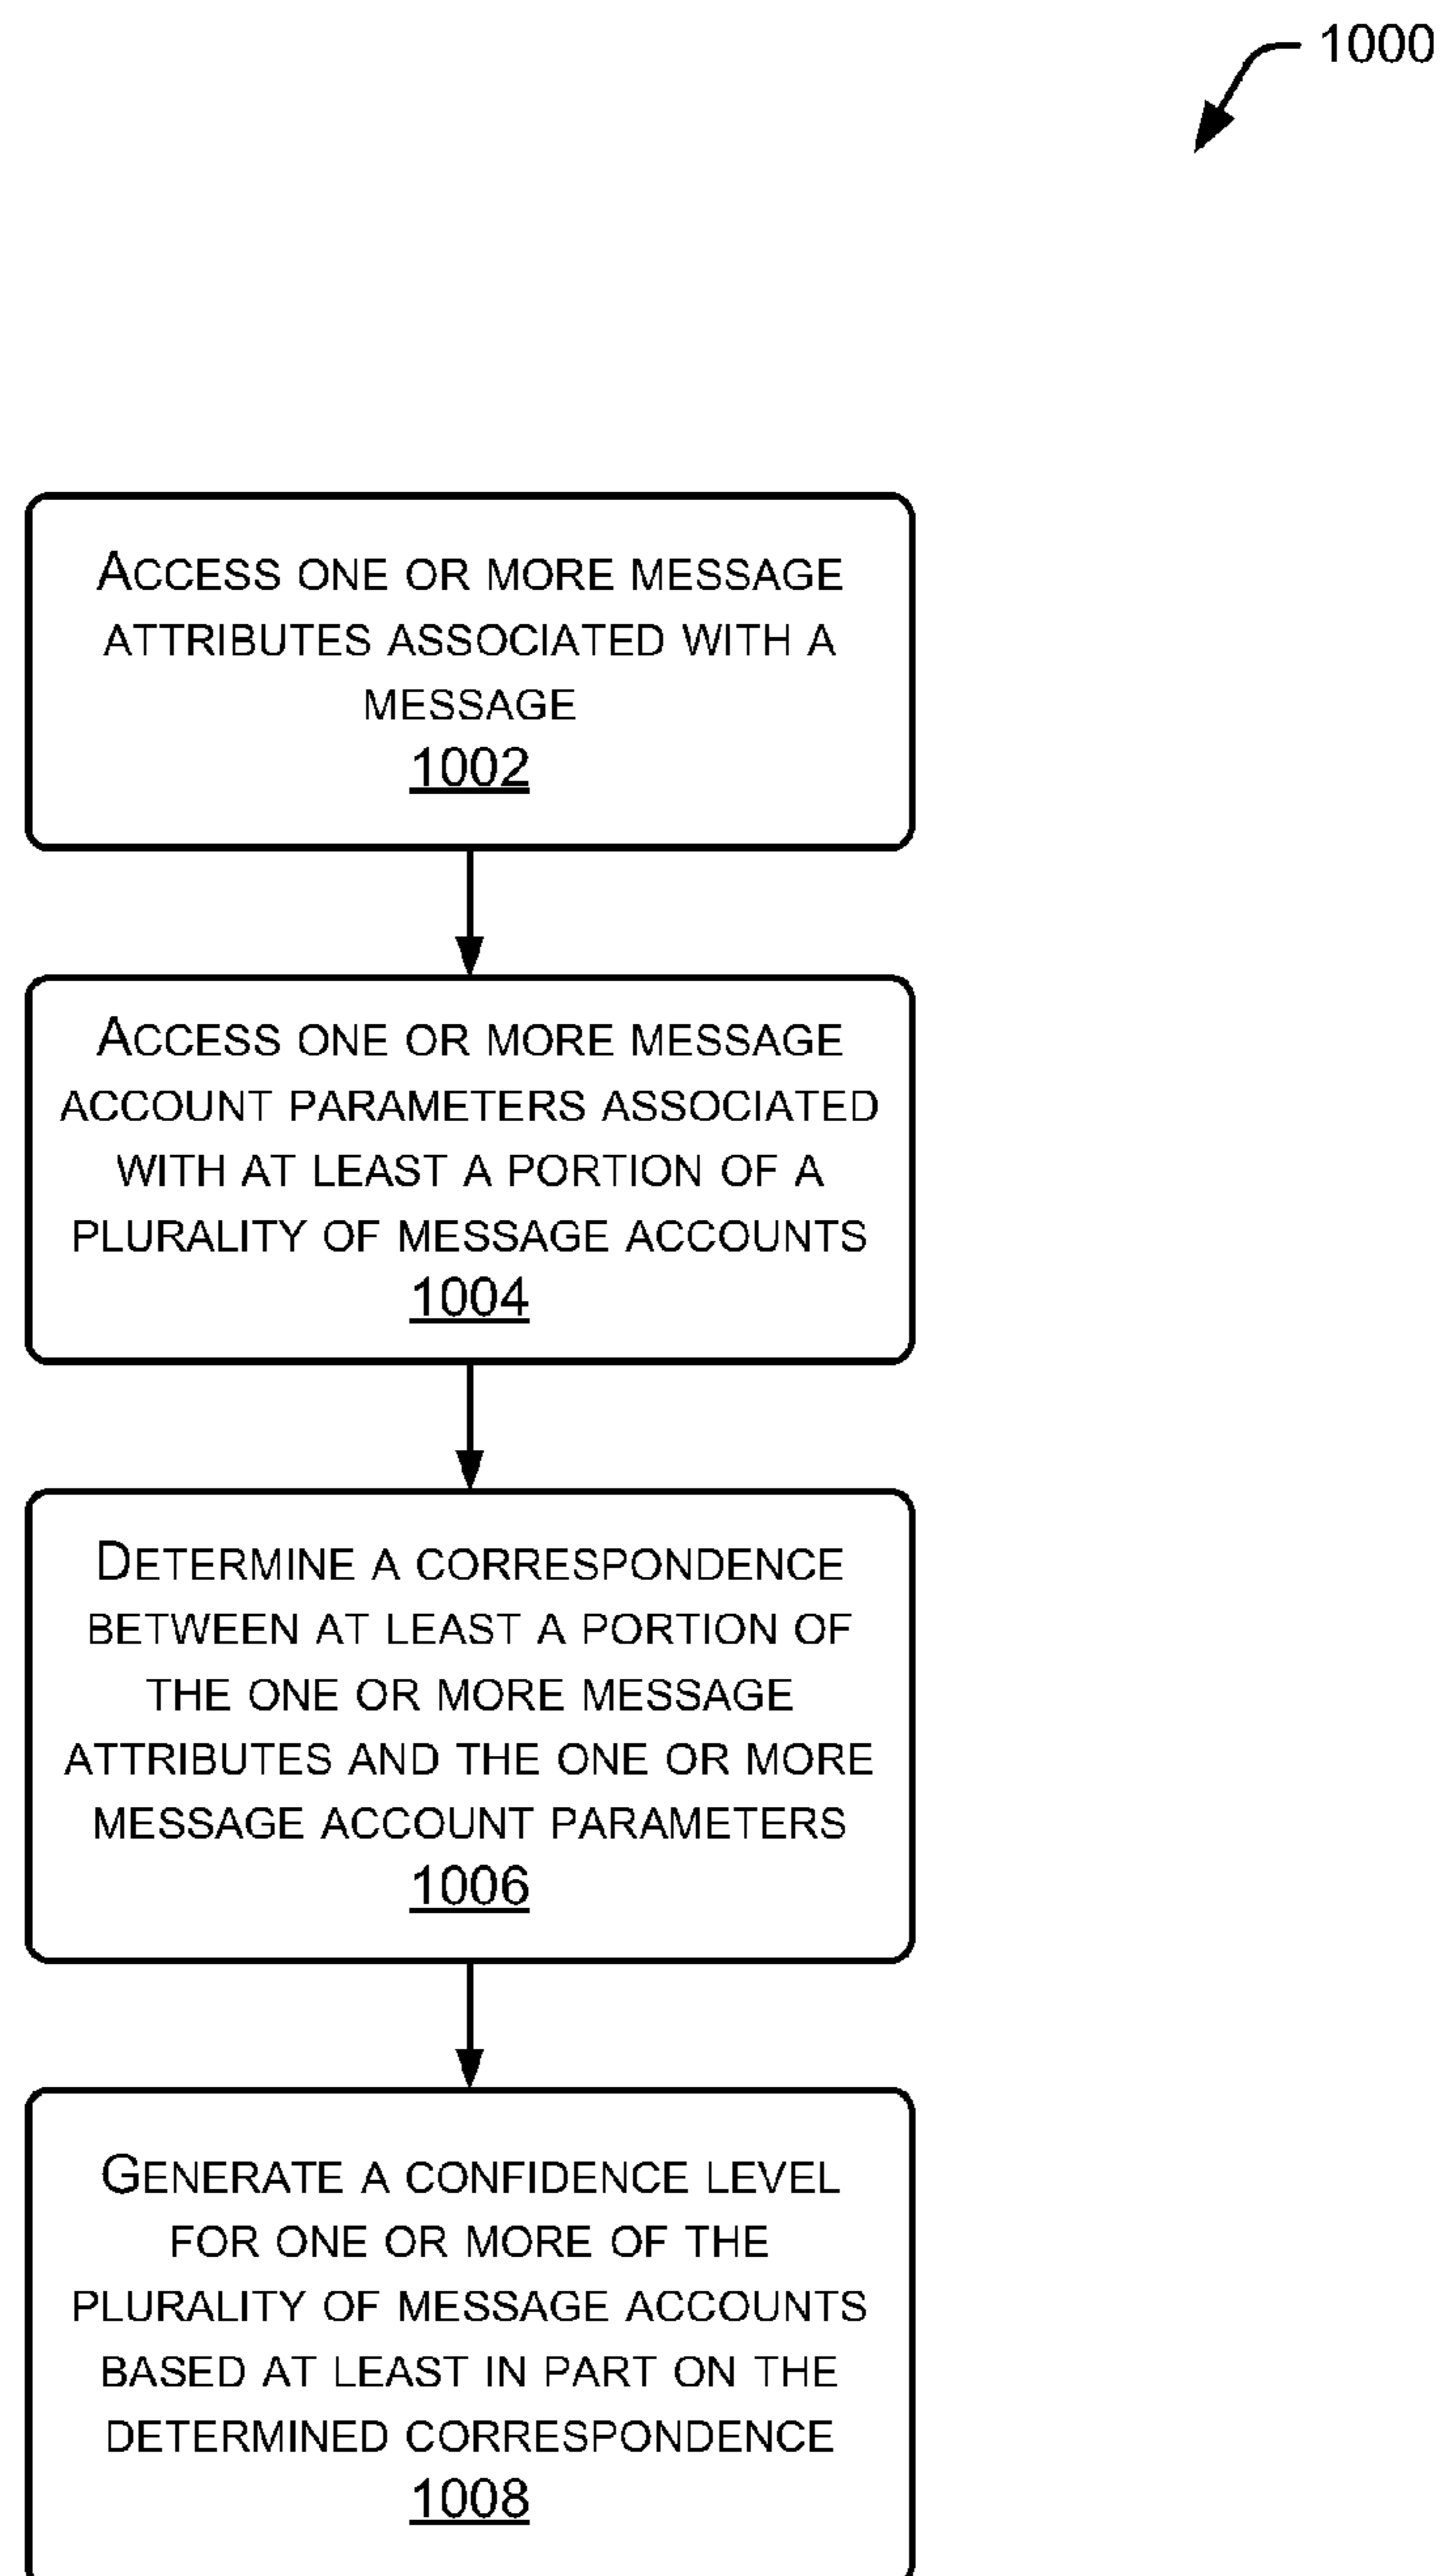 1000
ACCESS ONE OR MORE MESSAGE
ATTRIBUTES ASSOCIATED WITH A
MESSAGE
1002
ACCESS ONE OR MORE MESSAGE
ACCOUNT PARAMETERS ASSOCIATED
WITH AT LEAST A PORTION OF A
PLURALITY OF MESSAGE ACCOUNTS
1004
DETERMINE A CORRESPONDENCE
BETWEEN AT LEAST A PORTION OF
THE ONE OR MORE MESSAGE
ATTRIBUTES AND THE ONE OR MORE
MESSAGE ACCOUNT PARAMETERS
1006
GENERATE A CONFIDENCE LEVEL
FOR ONE OR MORE OF THE
PLURALITY OF MESSAGE ACCOUNTS
BASED AT LEAST IN PART ON THE
DETERMINED CORRESPONDENCE
1008